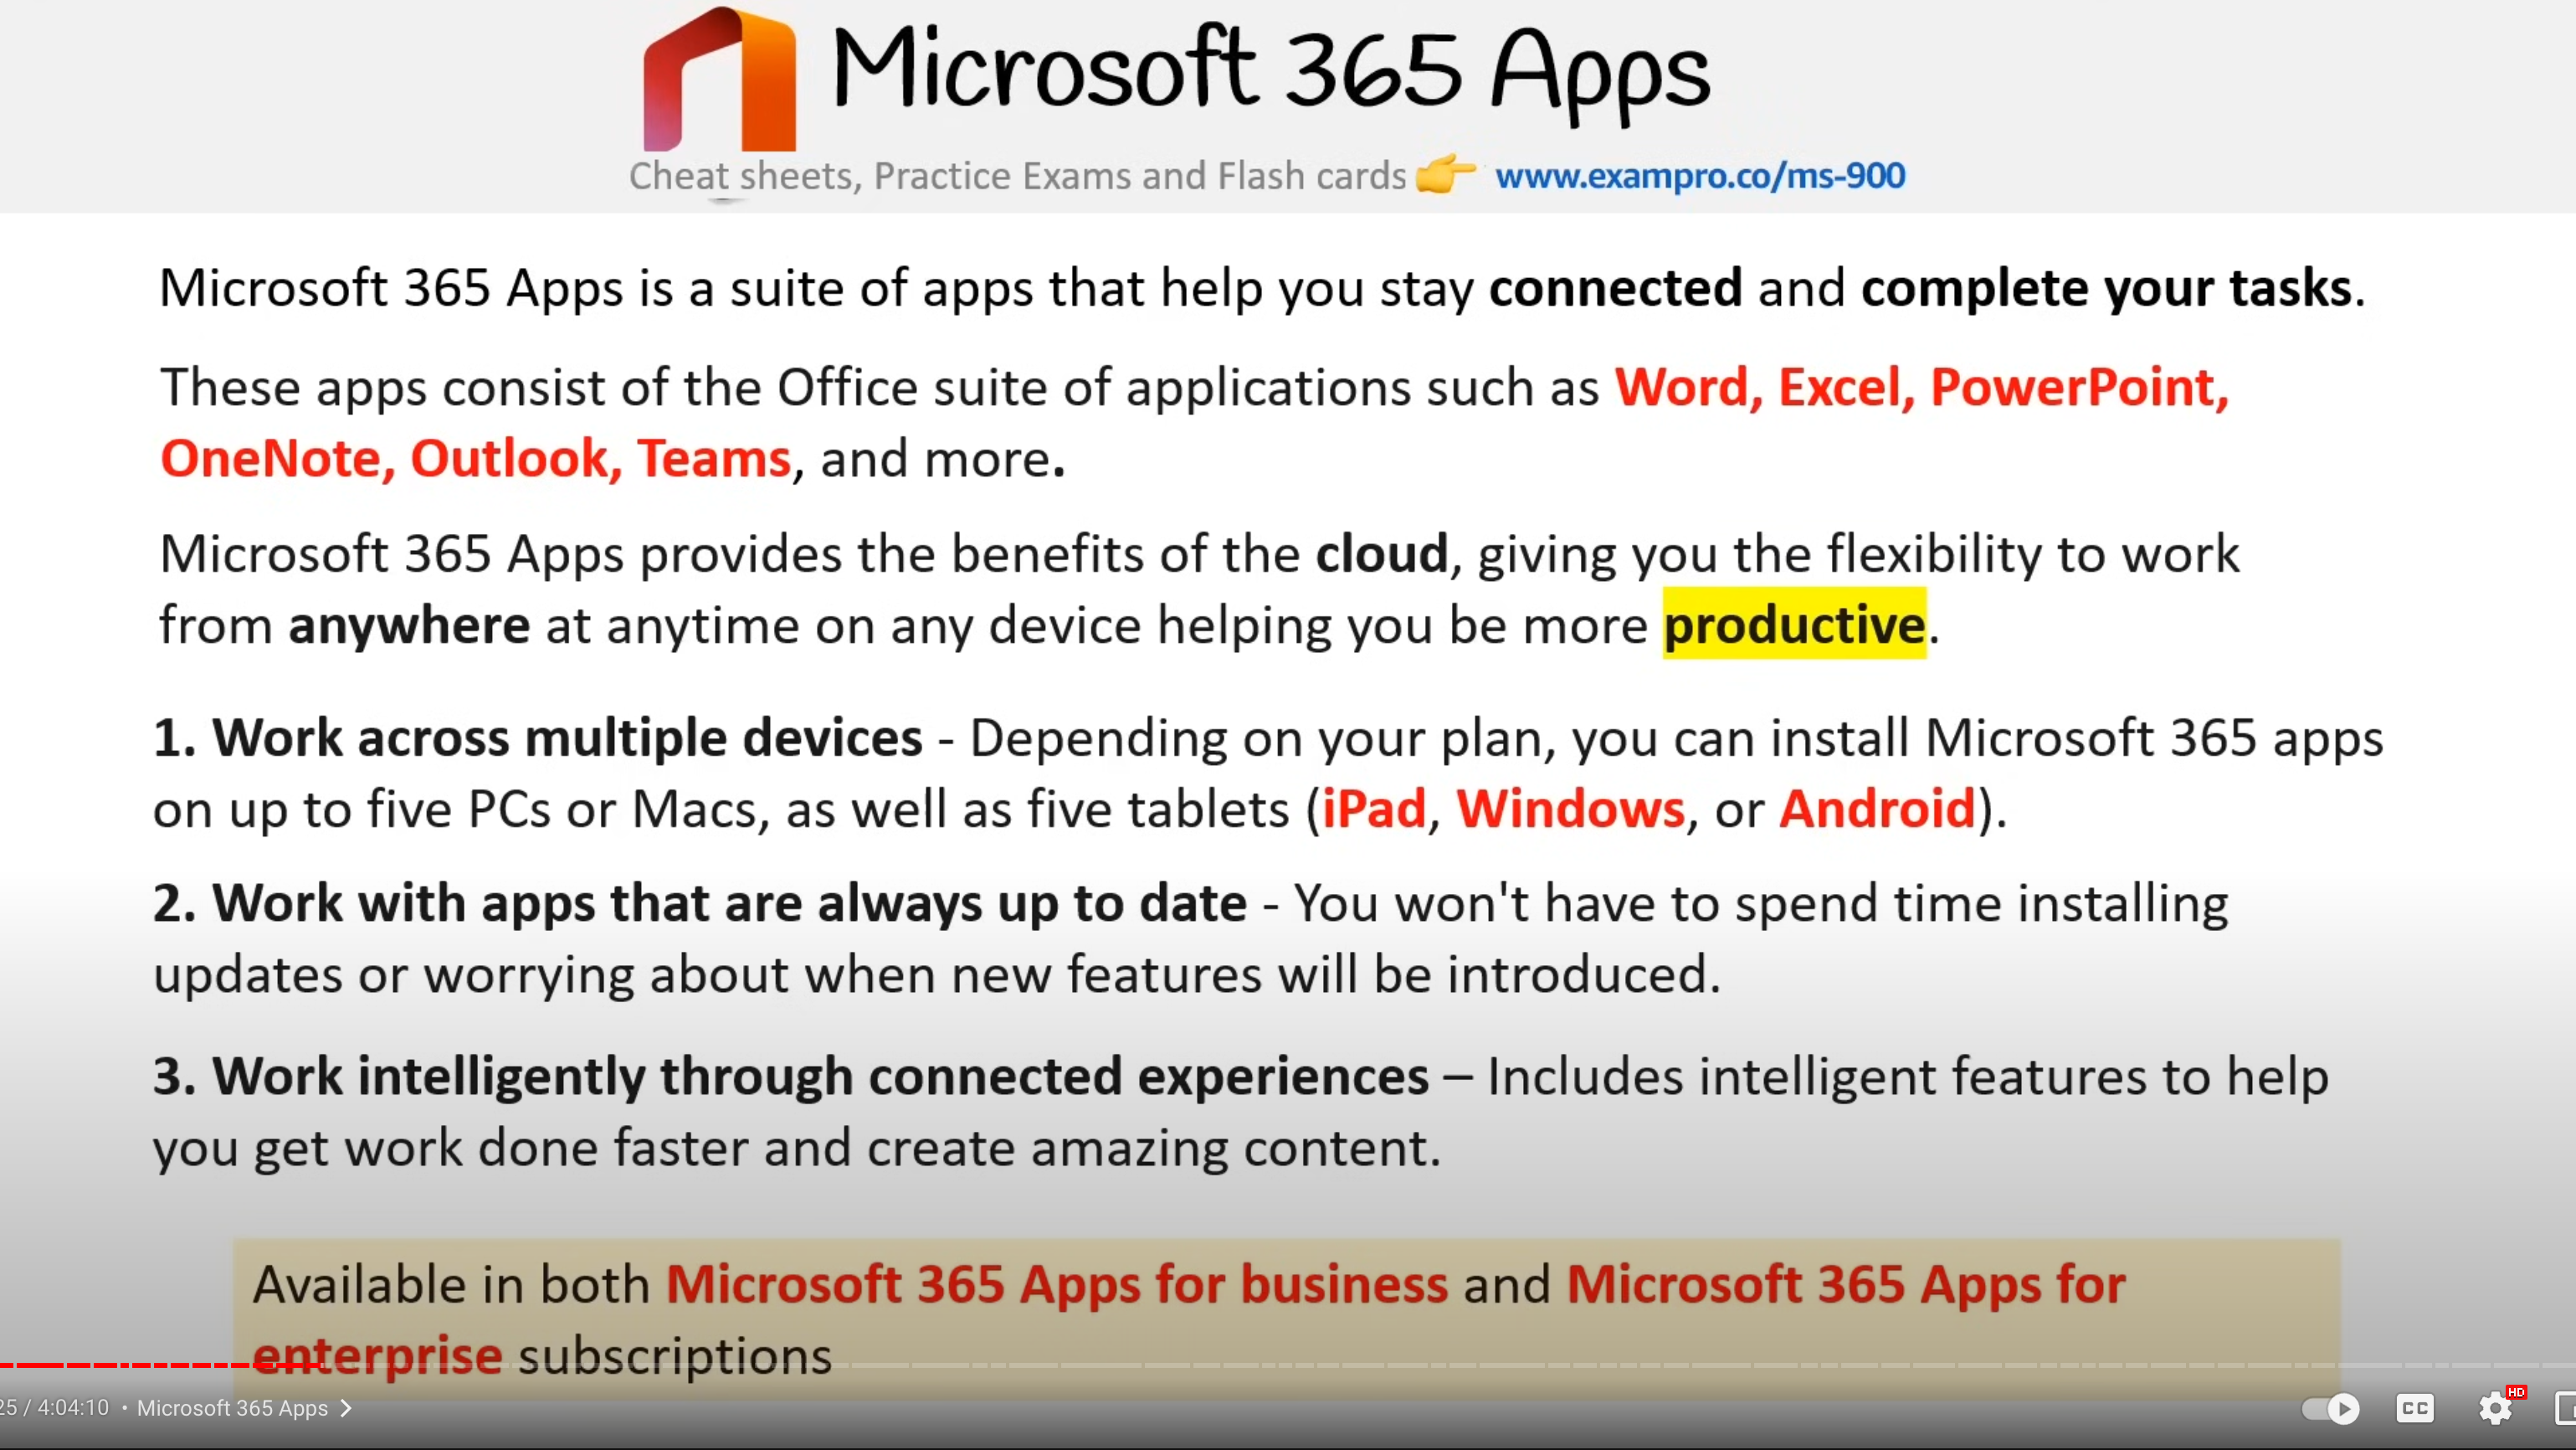 Microsoft 365 Apps
Cheat sheets, Practice Exams and Flash cards 👉 www.exampro.co/ms-900
Microsoft 365 Apps is a suite of apps that help you stay connected and complete your tasks.
These apps consist of the Office suite of applications such as Word, Excel, PowerPoint,
OneNote, Outlook, Teams, and more.
Microsoft 365 Apps provides the benefits of the cloud, giving you the flexibility to work
from anywhere at anytime on any device helping you be more productive.
1. Work across multiple devices - Depending on your plan, you can install Microsoft 365 apps
on up to five PCs or Macs, as well as five tablets (iPad, Windows, or Android).
2. Work with apps that are always up to date - You won't have to spend time installing
updates or worrying about when new features will be introduced.
3. Work intelligently through connected experiences – Includes intelligent features to help
you get work done faster and create amazing content.
Available in both Microsoft 365 Apps for business and Microsoft 365 Apps for
enterprise subscriptions
25 / 4:04:10 • Microsoft 365 Apps
CC
HD